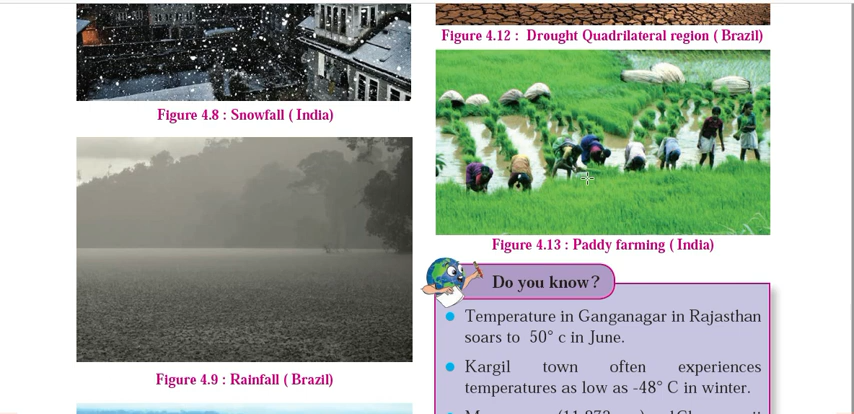 Figure 4.8 : Snowfall ( India)
Figure 4.9 : Rainfall ( Brazil)
Figure 4.12 : Drought Quadrilateral region ( Brazil)
Figure 4.13 : Paddy farming ( India)
Do you know?
Temperature in Ganganagar in Rajasthan
soars to 50° c in June.
Kargil town often experiences
temperatures as low as -48° C in winter.